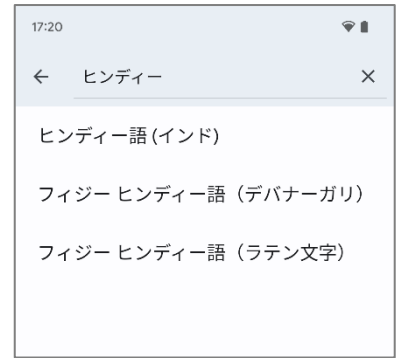 17:20
ヒンディー
ヒンディー語 (インド)
フィジー ヒンディー語（デバナーガリ）
フィジー ヒンディー語（ラテン文字）